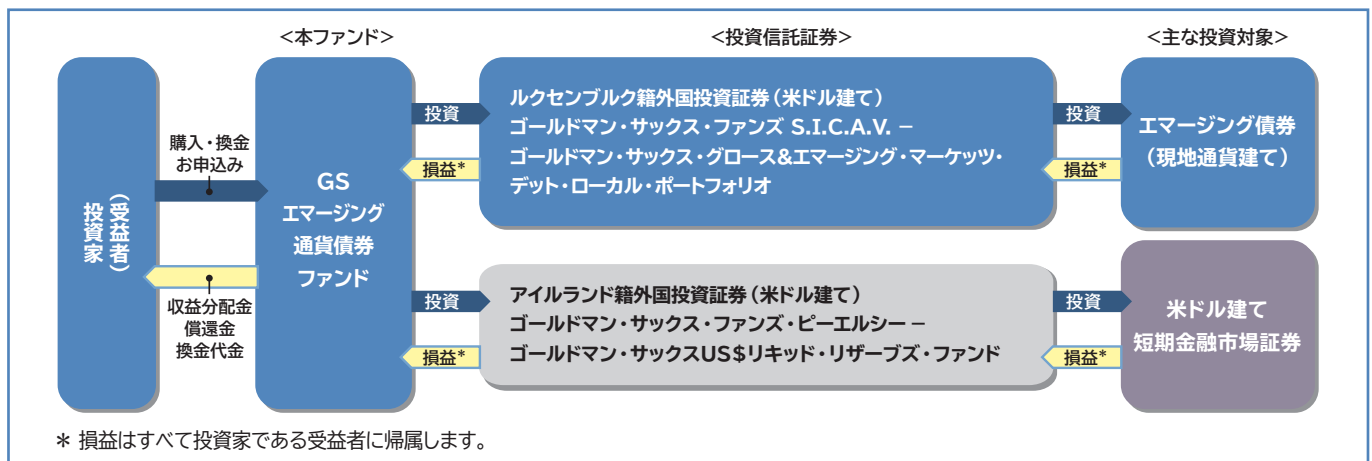 <本ファンド>
<投資信託証券>
<主な投資対象>
投資家
(受益者)
購入・換金
お申込み
収益分配金
償還金
換金代金
GS
エマージング
通貨債券
ファンド
投資
損益*
ルクセンブルク籍外国投資証券(米ドル建て)
ゴールドマン・サックス・ファンズ S.I.C.A.V. −
ゴールドマン・サックス・グロース&エマージング・マーケッツ・
デット・ローカル・ポートフォリオ
投資
損益*
エマージング債券
(現地通貨建て)
投資
損益*
アイルランド籍外国投資証券(米ドル建て)
ゴールドマン・サックス・ファンズ・ピーエルシー −
ゴールドマン・サックスUS$リキッド・リザーブズ・ファンド
投資
損益*
米ドル建て
短期金融市場証券
* 損益はすべて投資家である受益者に帰属します。